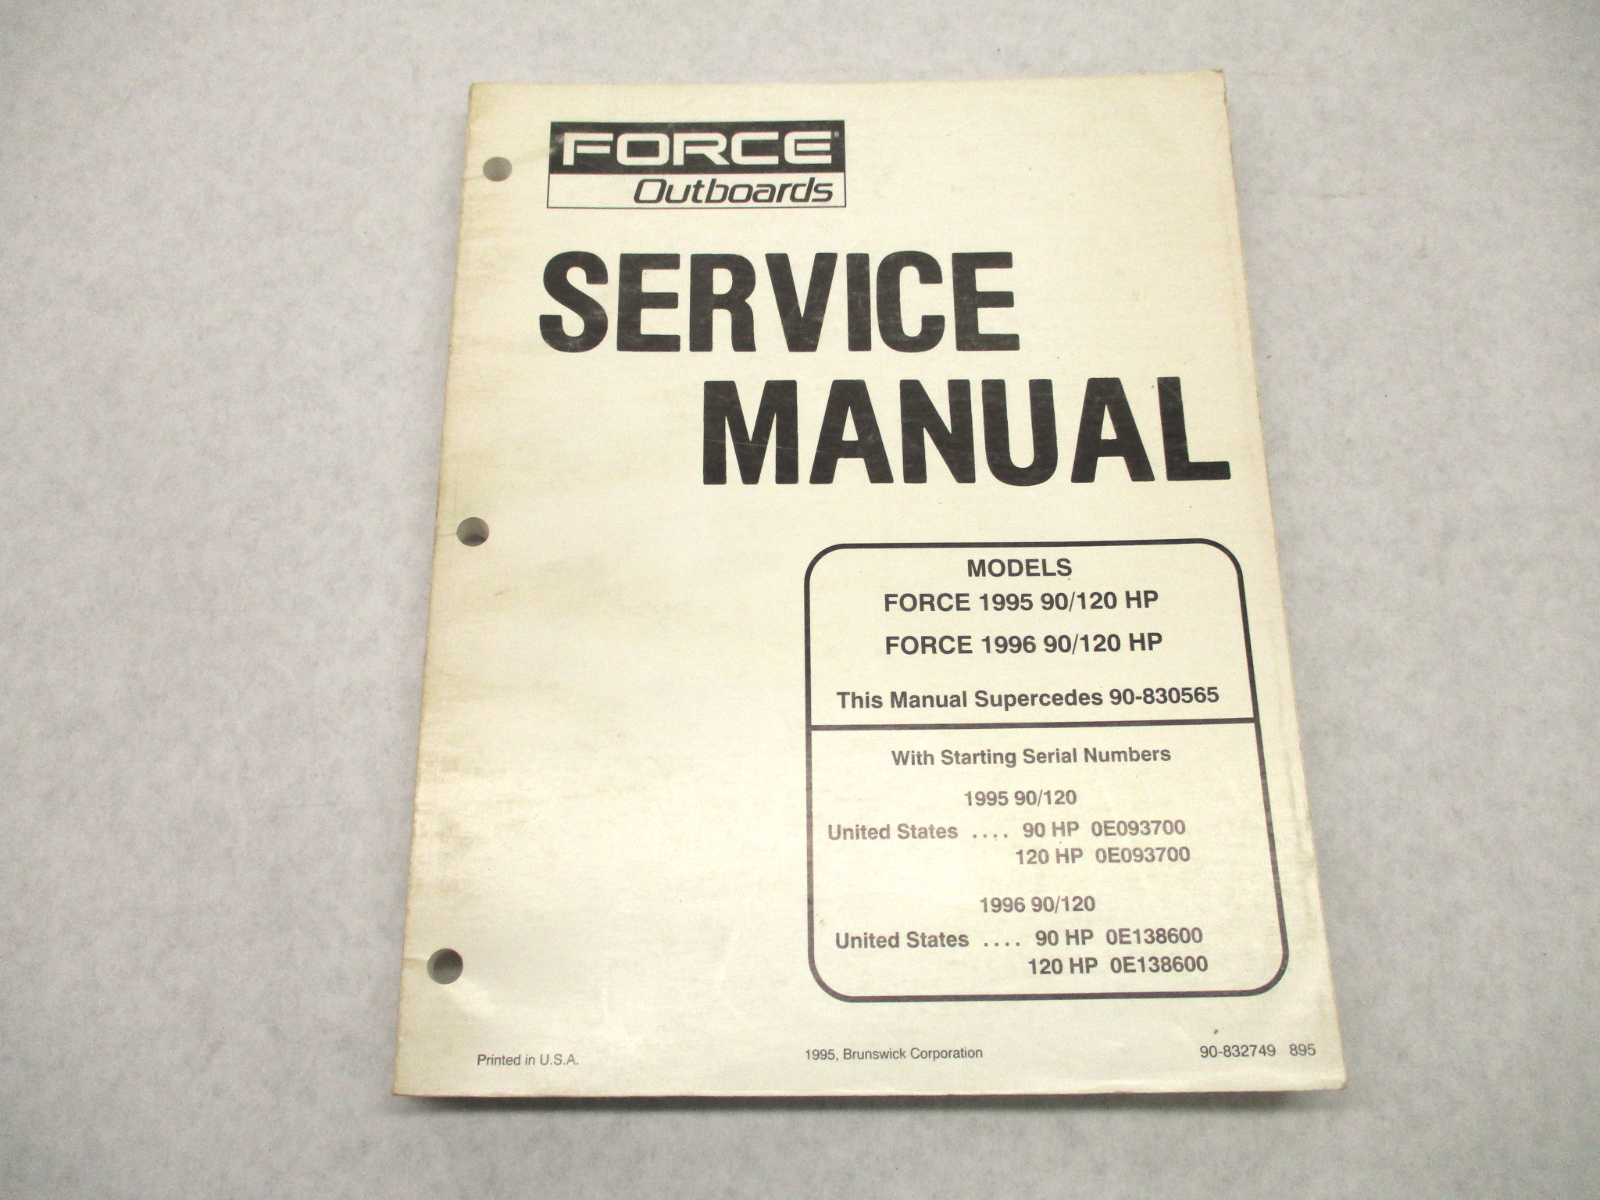 FORCE
Outboards
SERVICE
MANUAL
MODELS
FORCE 1995 90/120 HP
FORCE 1996 90/120 HP
This Manual Supercedes 90-830565
With Starting Serial Numbers
1995 90/120
United States .... 90 HP 0E093700
120 HP 0E093700
1996 90/120
United States .... 90 HP 0E138600
120 HP 0E138600
Printed in U.S.A.
1995, Brunswick Corporation
90-832749 895